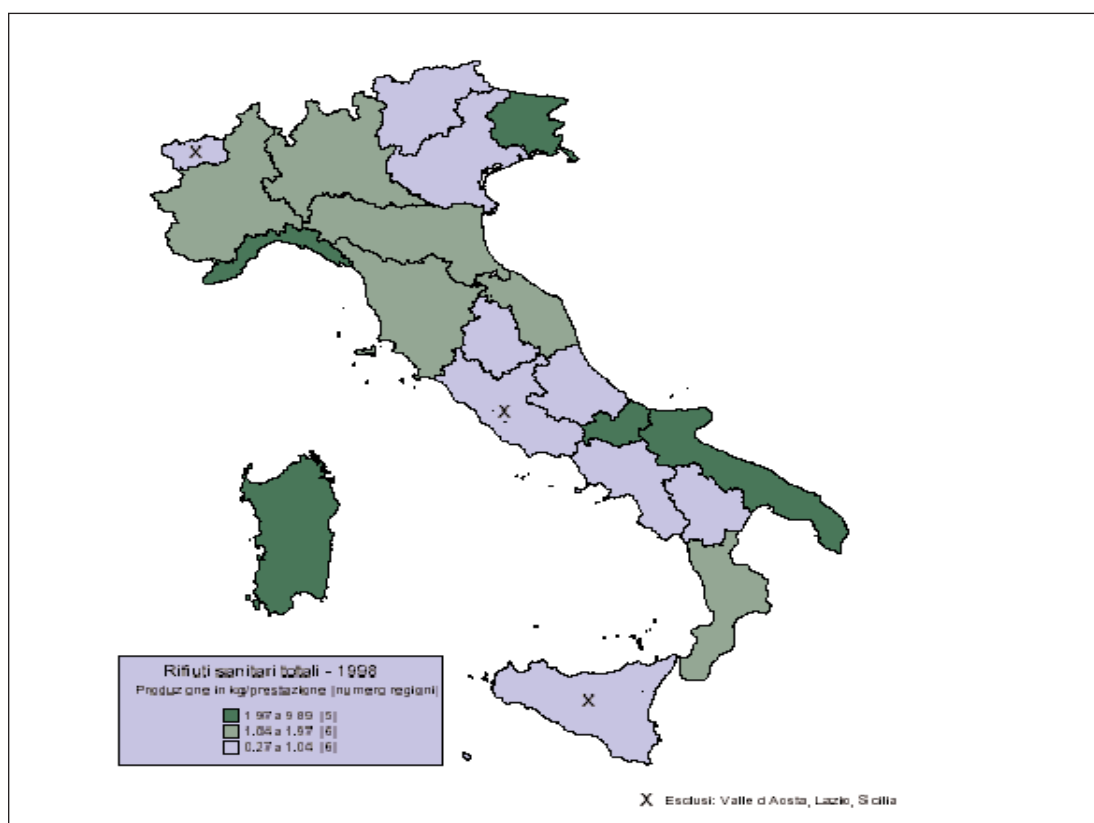 X
X
X
Rifiuti sanitari totali - 1998
Produzione in kg/prestazione |numero regioni|
1.97 a 9.89 |5|
1.04 a 1.97 |6|
0.27 a 1.04 |6|
X Esclusi: Valle d Aosta, Lazio, Sicilia